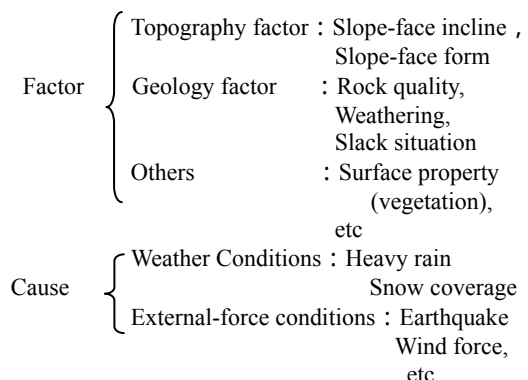 Topography factor：Slope-face incline，
Slope-face form
Factor Geology factor ：Rock quality,
Weathering,
Slack situation
Others ：Surface property
(vegetation),
etc
Weather Conditions：Heavy rain
Cause Snow coverage
External-force conditions：Earthquake
Wind force,
etc